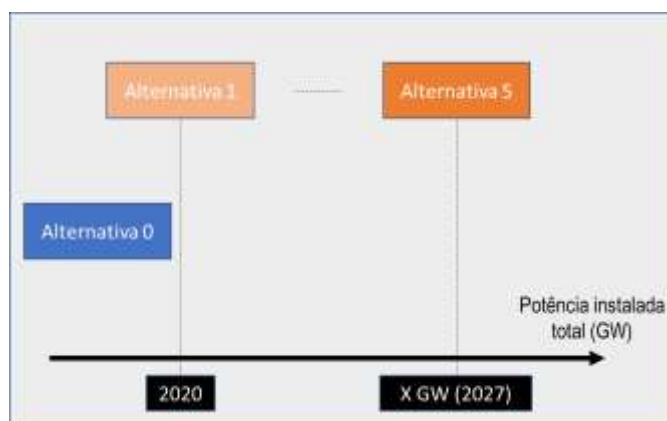 Alternativa 1
Alternativa 5
Alternativa 0
Potência instalada
total (GW)
2020
X GW (2027)